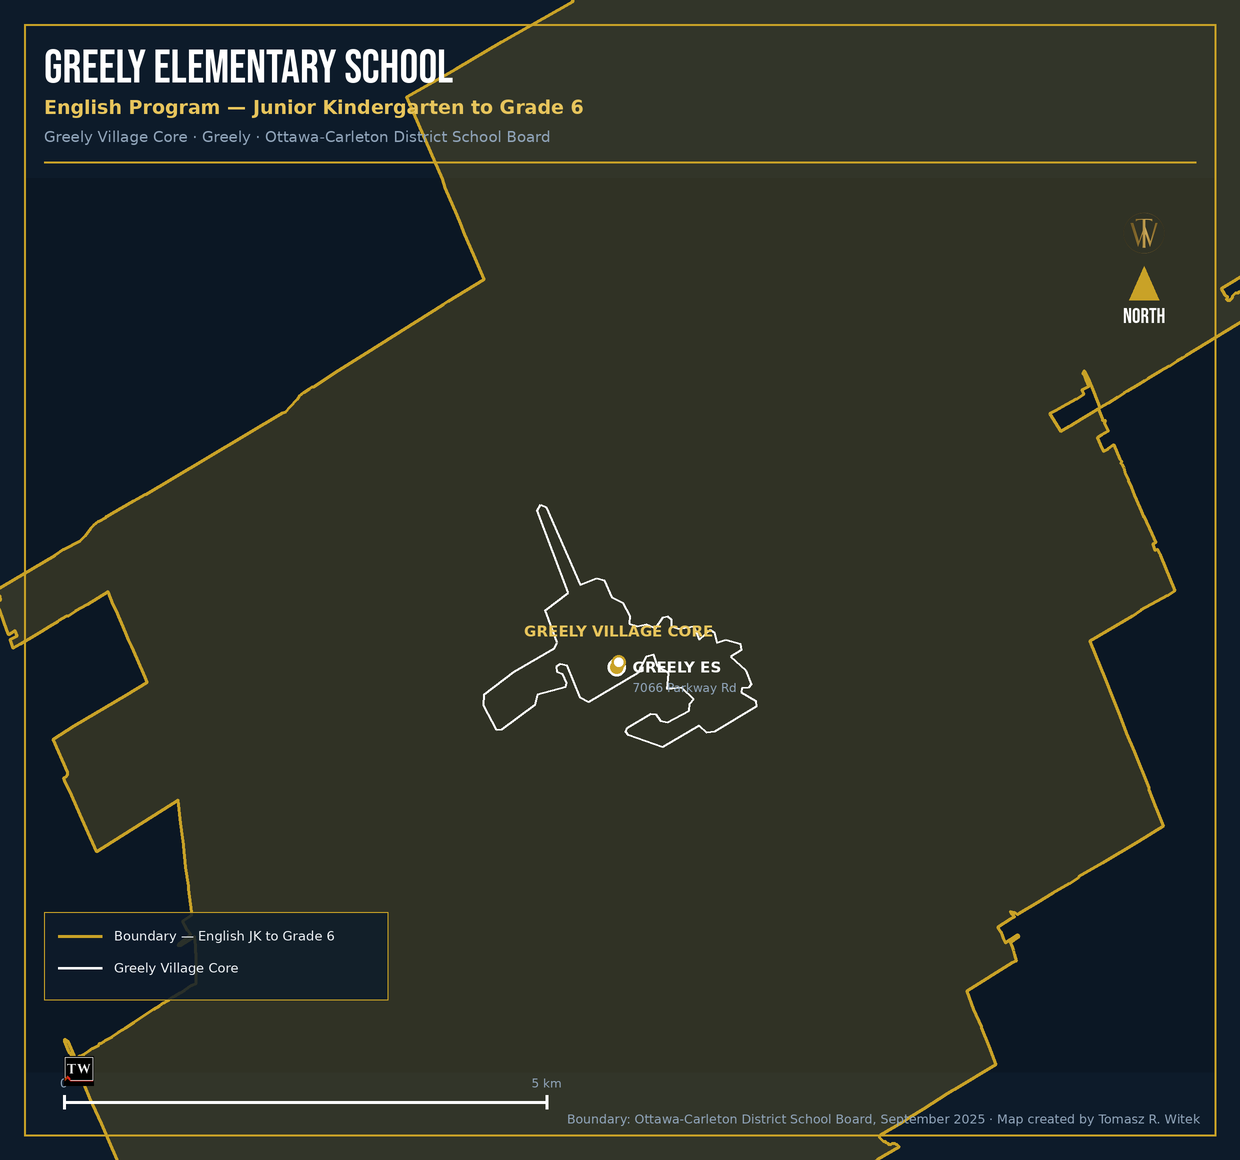 GREELY ELEMENTARY SCHOOL
English Program — Junior Kindergarten to Grade 6
Greely Village Core · Greely · Ottawa-Carleton District School Board
TW
NORTH
GREELY VILLAGE CORE
GREELY ES
7066 Parkway Rd
Boundary — English JK to Grade 6
Greely Village Core
TW
0
5 km
Boundary: Ottawa-Carleton District School Board, September 2025 · Map created by Tomasz R. Witek